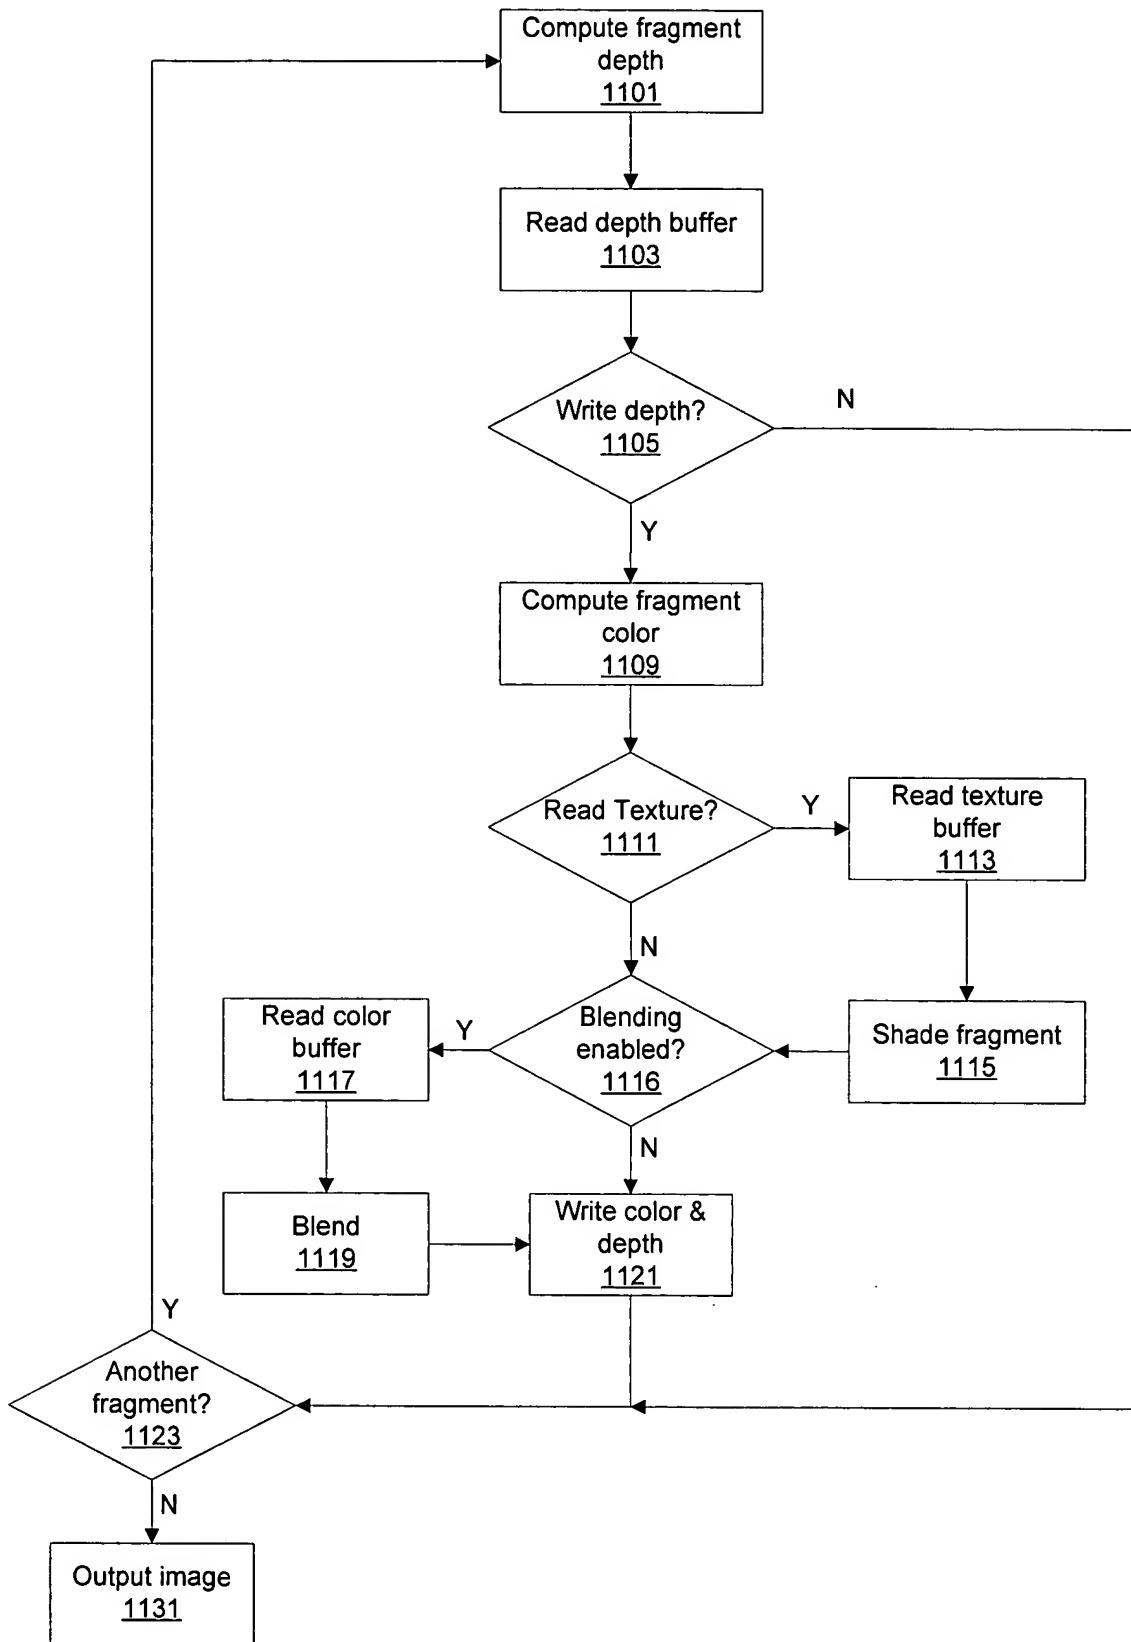 Compute fragment
depth
1101
Read depth buffer
1103
Write depth?
1105
N
Y
Compute fragment
color
1109
Read Texture?
1111
Y
Read texture
buffer
1113
N
Read color
buffer
1117
Y
Blending
enabled?
1116
Shade fragment
1115
N
Blend
1119
Write color &
depth
1121
Y
Another
fragment?
1123
N
Output image
1131